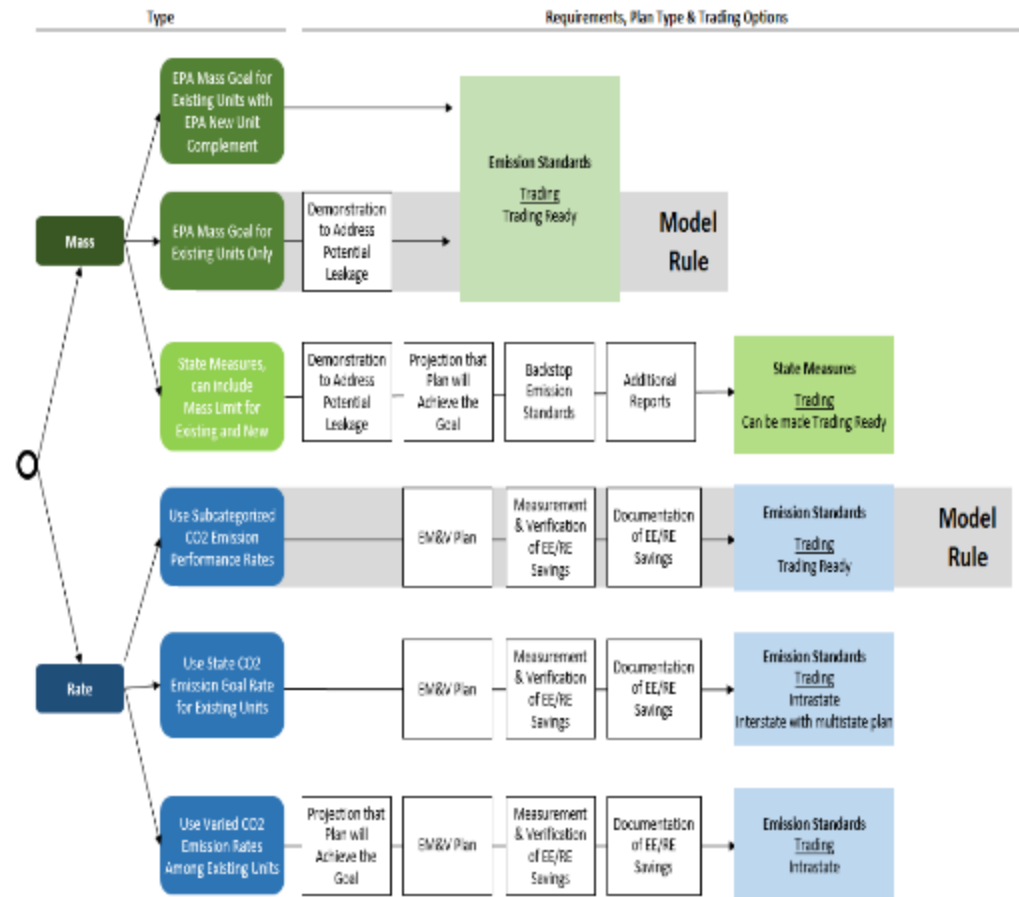 Type
Requirements, Plan Type & Trading Options
EPA Mass Goal for
Existing Units with
EPA New Unit
Complement
Emission Standards
Trading
Trading Ready
Mass
EPA Mass Goal for
Existing Units Only
Demonstration
to Address
Potential
Leakage
Model
Rule
State Measures,
can include
Mass Limit for
Existing and New
Demonstration
to Address
Potential
Leakage
Projection that
Plan will
Achieve the
Goal
Backstop
Emission
Standards
Additional
Reports
State Measures
Trading
Can be made Trading Ready
Use Subcategorized
CO2 Emission
Performance Rates
EM&V Plan
Measurement
& Verification
of EE/RE
Savings
Documentation
of EE/RE
Savings
Emission Standards
Trading
Trading Ready
Model
Rule
Rate
Use State CO2
Emission Goal Rate
for Existing Units
EM&V Plan
Measurement
& Verification
of EE/RE
Savings
Documentation
of EE/RE
Savings
Emission Standards
Trading
Intrastate
Interstate with multistate plan
Use Varied CO2
Emission Rates
Among Existing Units
Projection that
Plan will
Achieve the
Goal
EM&V Plan
Measurement
& Verification
of EE/RE
Savings
Documentation
of EE/RE
Savings
Emission Standards
Trading
Intrastate